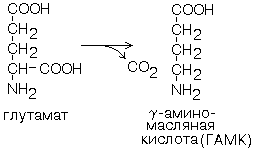 COOH
CH₂
CH₂
CH–COOH
NH₂
глутамат
CO₂
COOH
CH₂
CH₂
CH₂
NH₂
γ-амино-
масляная
кислота(ГАМК)